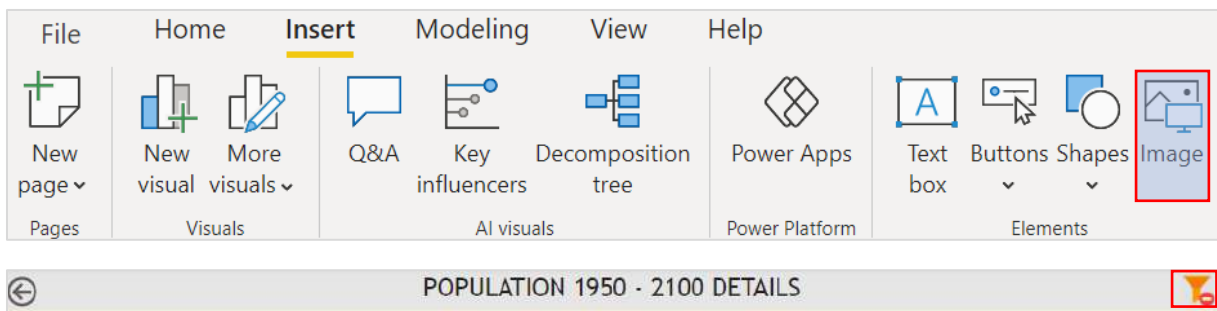 File Home Insert Modeling View Help
A
New New More Q&A Key Decomposition Power Apps Text Buttons Shapes Image
page visual visuals influencers tree box
Pages Visuals AI visuals Power Platform Elements
POPULATION 1950 - 2100 DETAILS